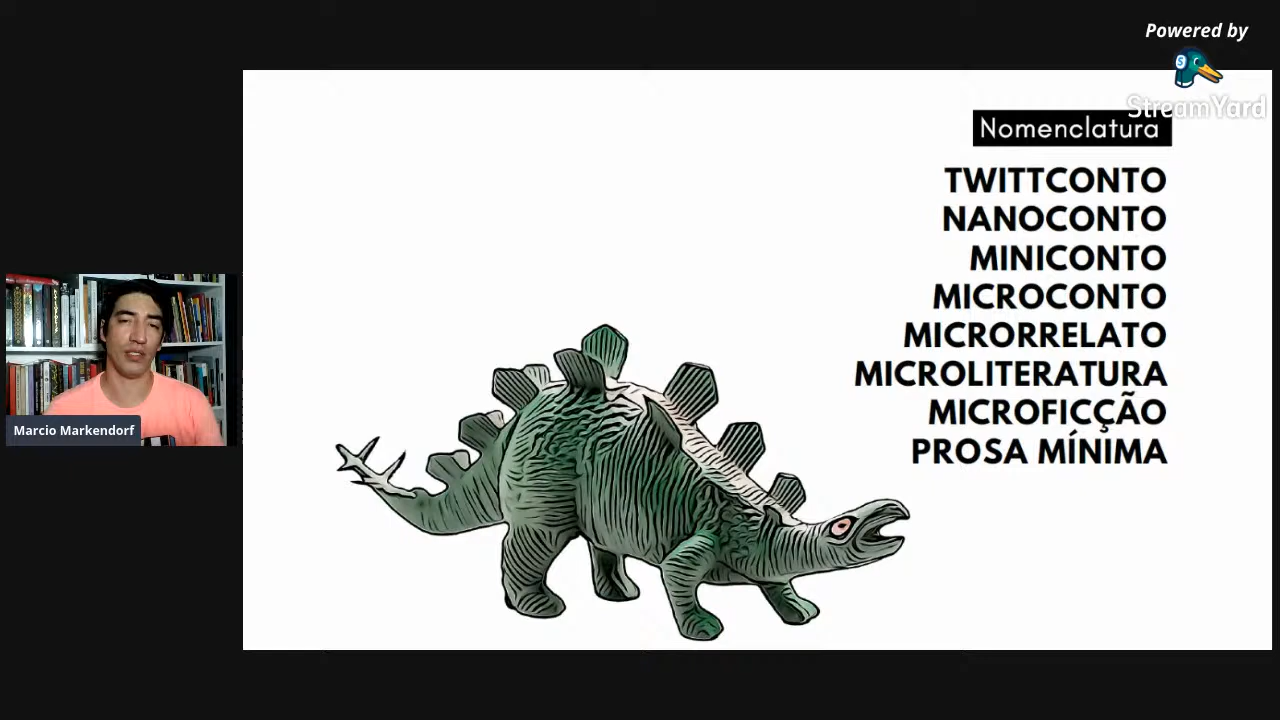 Powered by
StreamYard
Nomenclatura
TWITTCONTO
NANOCONTO
MINICONTO
MICROCONTO
MICRORRELATO
MICROLITERATURA
MICROFICÇÃO
PROSA MÍNIMA
Marcio Markendorf